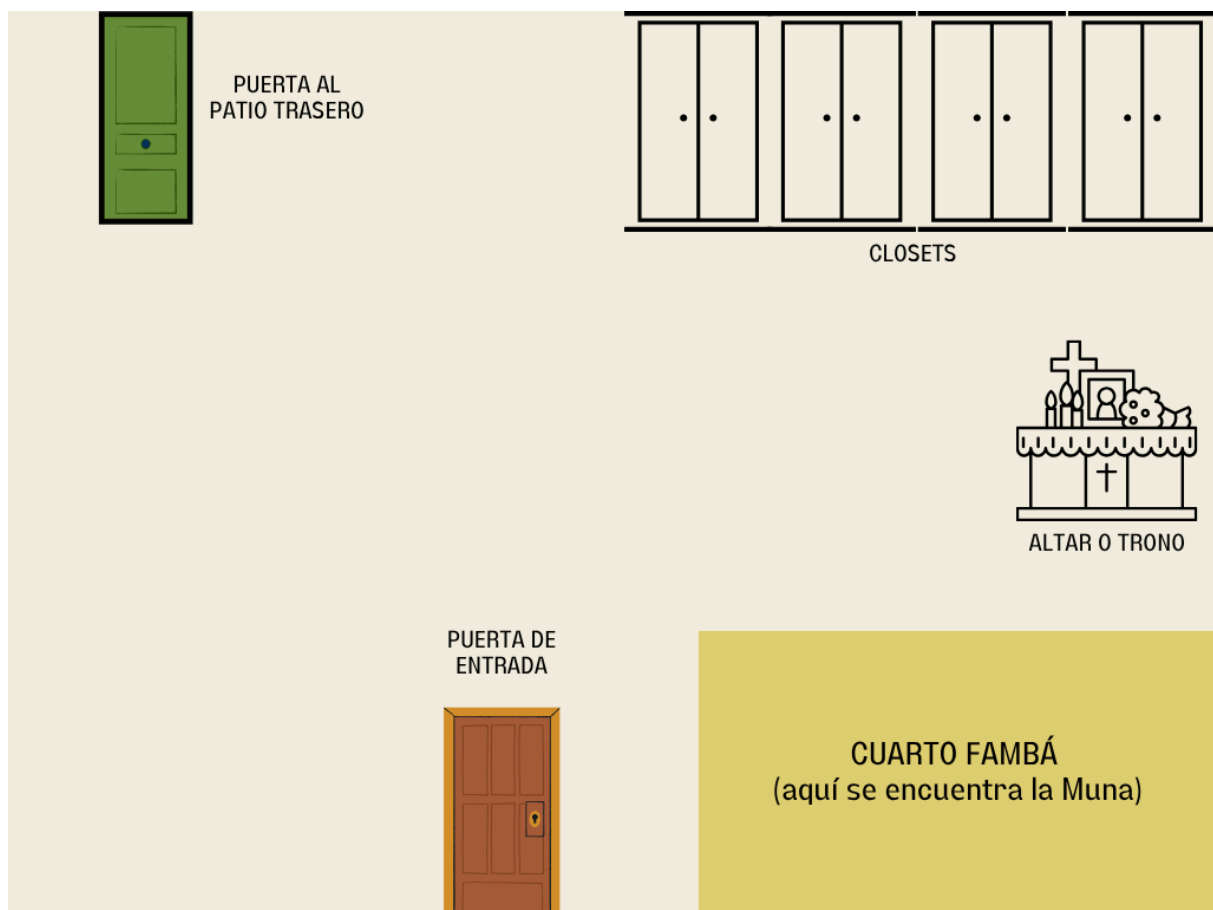 PUERTA AL
PATIO TRASERO
CLOSETS
ALTAR O TRONO
PUERTA DE
ENTRADA
CUARTO FAMBÁ
(aquí se encuentra la Muna)